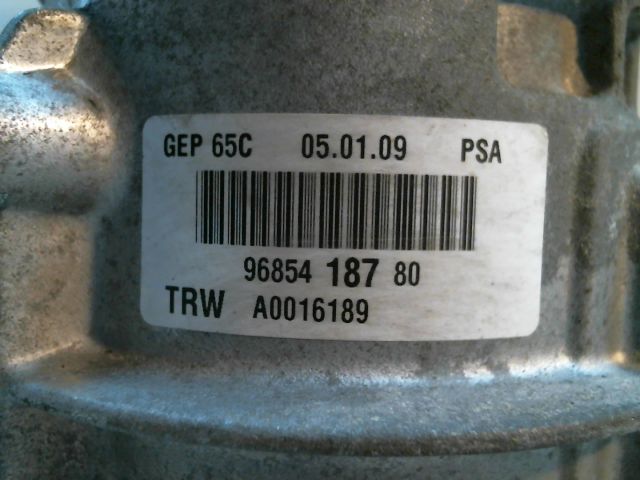 GEP 65C 05.01.09 PSA
96854 187 80
TRW A0016189